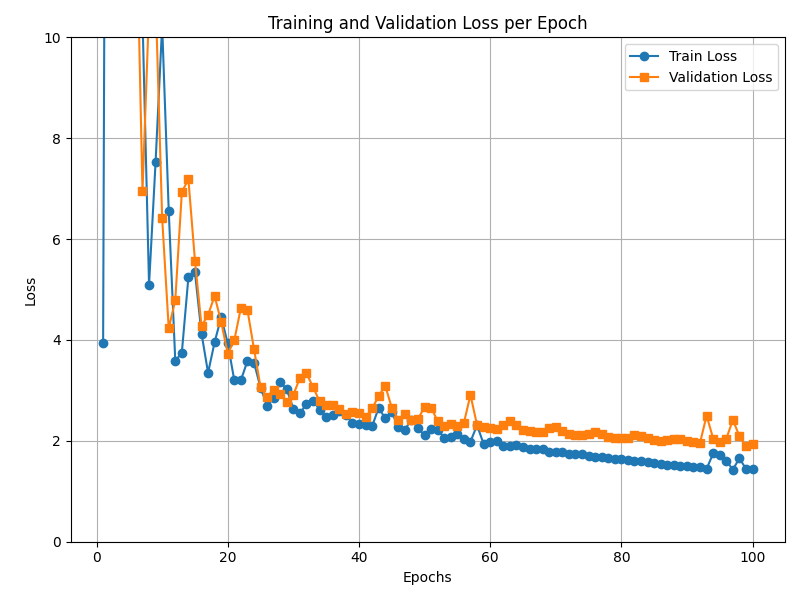 Training and Validation Loss per Epoch
Train Loss
Validation Loss
10
8
6
4
2
0
Loss
0 20 40 60 80 100
Epochs